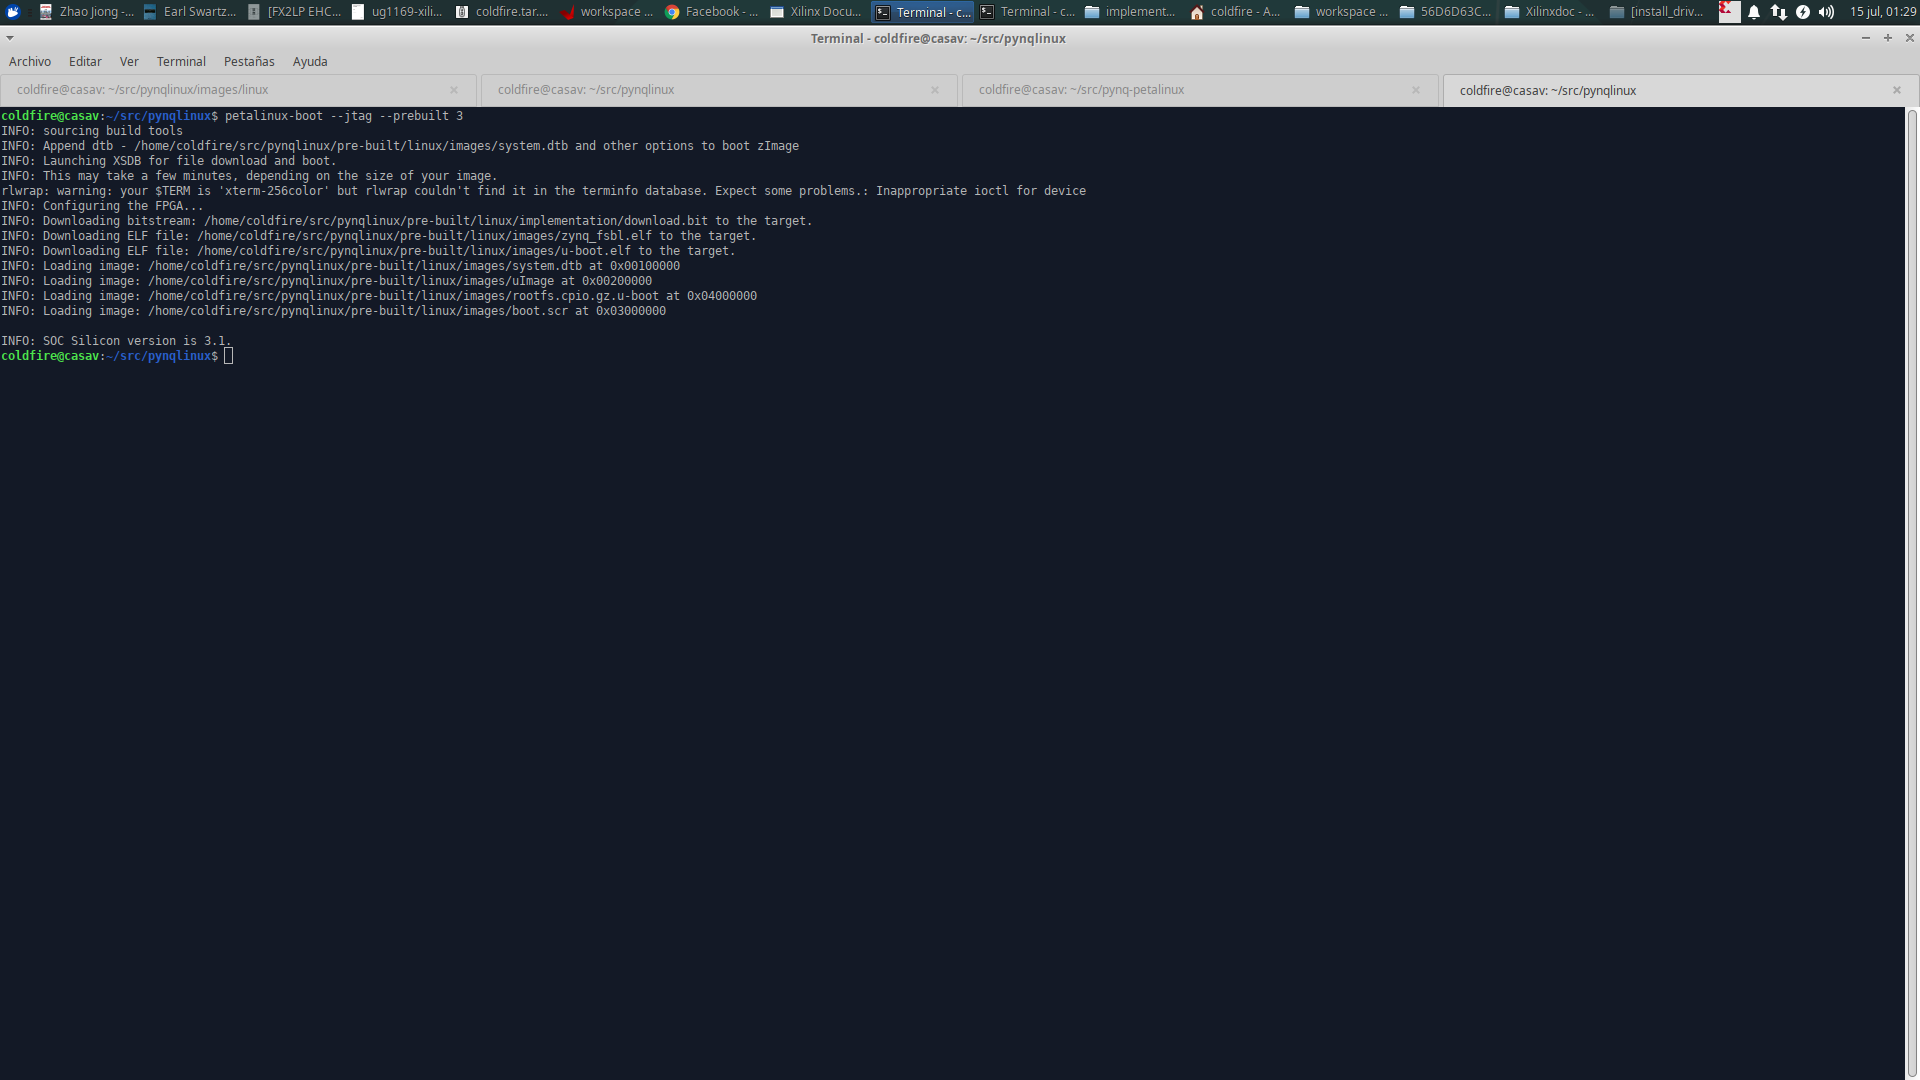 Zhao Jiong -...
Earl Swartz...
[FX2LP EHC...
ug1169-xili...
coldfire.tar....
workspace ...
Facebook - ...
Xilinx Docu...
Terminal - c...
Terminal - c...
implement...
coldfire - A...
workspace ...
56D6D63C...
Xilinxdoc - ...
[install_driv...
15 jul, 01:29
Terminal - coldfire@casav: ~/src/pynqlinux
Archivo Editar Ver Terminal Pestañas Ayuda
coldfire@casav: ~/src/pynqlinux/images/linux
coldfire@casav: ~/src/pynqlinux
coldfire@casav: ~/src/pynq-petalinux
coldfire@casav: ~/src/pynqlinux
coldfire@casav:~/src/pynqlinux$ petalinux-boot --jtag --prebuilt 3
INFO: sourcing build tools
INFO: Append dtb - /home/coldfire/src/pynqlinux/pre-built/linux/images/system.dtb and other options to boot zImage
INFO: Launching XSDB for file download and boot.
INFO: This may take a few minutes, depending on the size of your image.
rlwrap: warning: your $TERM is 'xterm-256color' but rlwrap couldn't find it in the terminfo database. Expect some problems.: Inappropriate ioctl for device
INFO: Configuring the FPGA...
INFO: Downloading bitstream: /home/coldfire/src/pynqlinux/pre-built/linux/implementation/download.bit to the target.
INFO: Downloading ELF file: /home/coldfire/src/pynqlinux/pre-built/linux/images/zynq_fsbl.elf to the target.
INFO: Downloading ELF file: /home/coldfire/src/pynqlinux/pre-built/linux/images/u-boot.elf to the target.
INFO: Loading image: /home/coldfire/src/pynqlinux/pre-built/linux/images/system.dtb at 0x00100000
INFO: Loading image: /home/coldfire/src/pynqlinux/pre-built/linux/images/uImage at 0x00200000
INFO: Loading image: /home/coldfire/src/pynqlinux/pre-built/linux/images/rootfs.cpio.gz.u-boot at 0x04000000
INFO: Loading image: /home/coldfire/src/pynqlinux/pre-built/linux/images/boot.scr at 0x03000000
INFO: SOC Silicon version is 3.1.
coldfire@casav:~/src/pynqlinux$